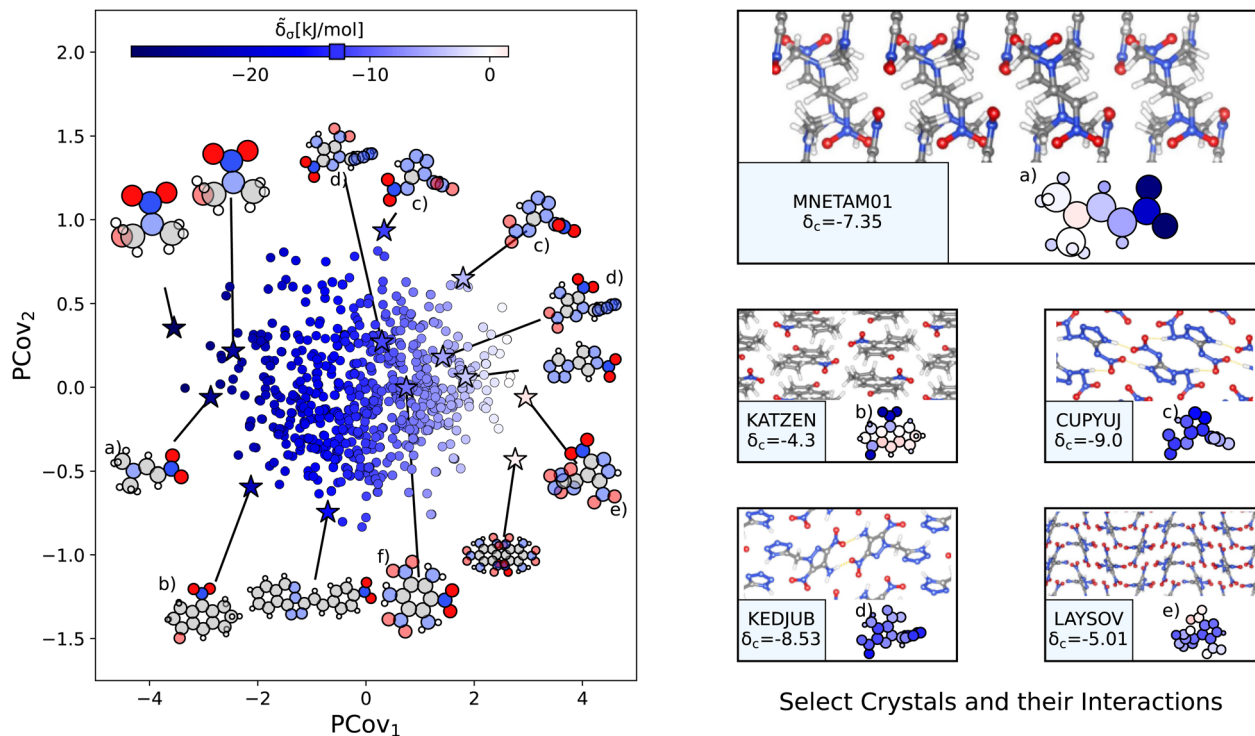 δ̃σ[kJ/mol]
−20
−10
0
2.0
1.5
1.0
0.5
0.0
−0.5
−1.0
−1.5
PCov₂
−4
−2
0
2
4
PCov₁
d)
c)
c)
d)
a)
e)
b)
f)
a)
MNETAM01
δc=-7.35
b)
KATZEN
δc=-4.3
c)
CUPYUJ
δc=-9.0
d)
KEDJUB
δc=-8.53
e)
LAYSOV
δc=-5.01
Select Crystals and their Interactions